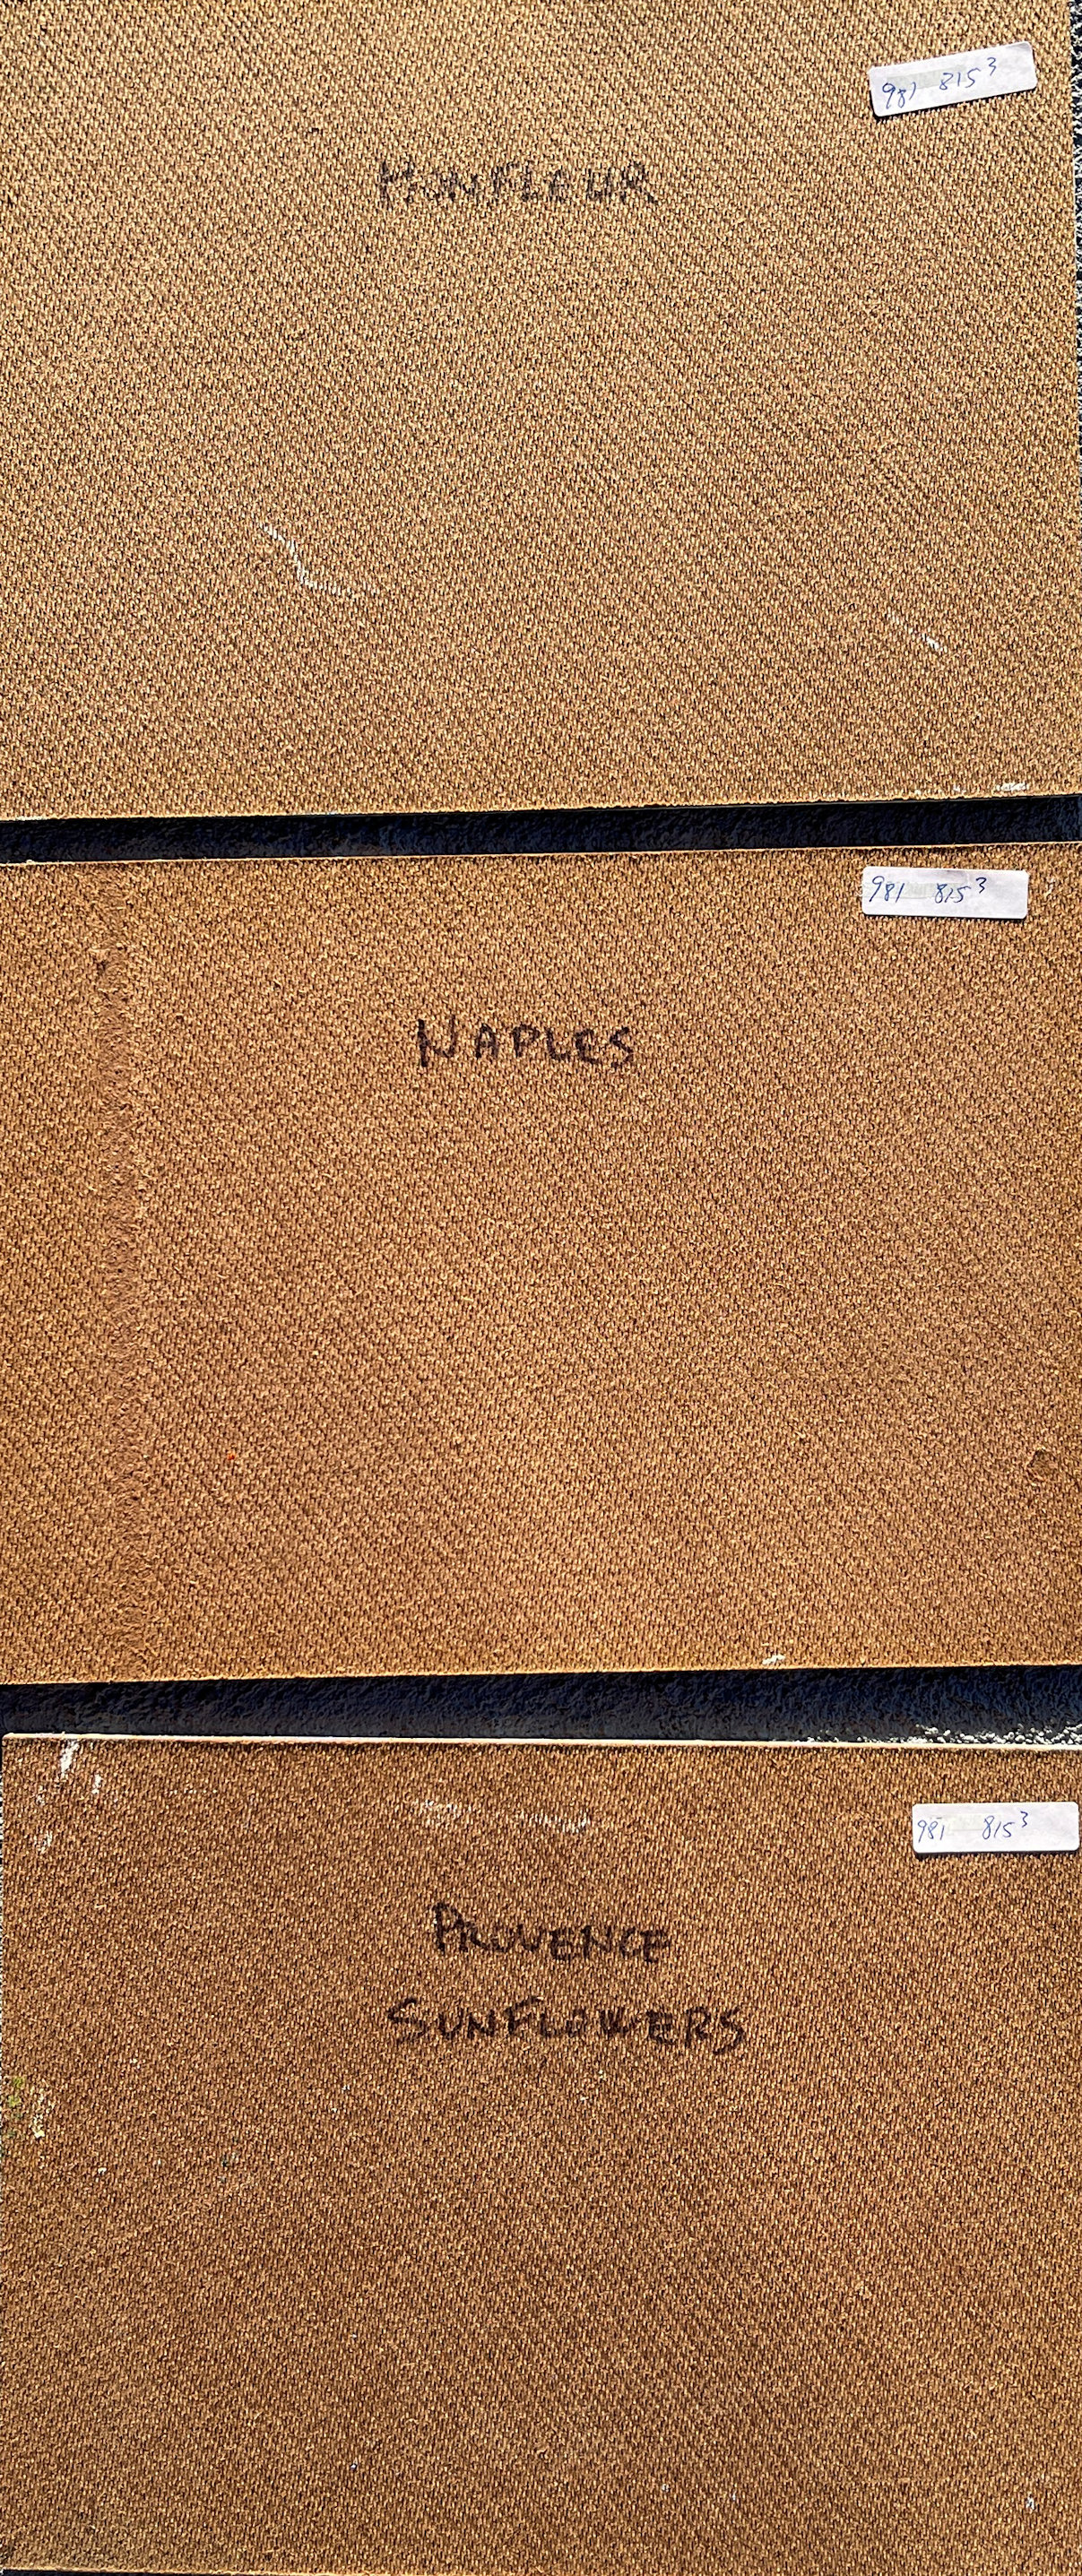 981 815³
HONFLEUR
981 815³
NAPLES
981 815³
PROVENCE
SUNFLOWERS